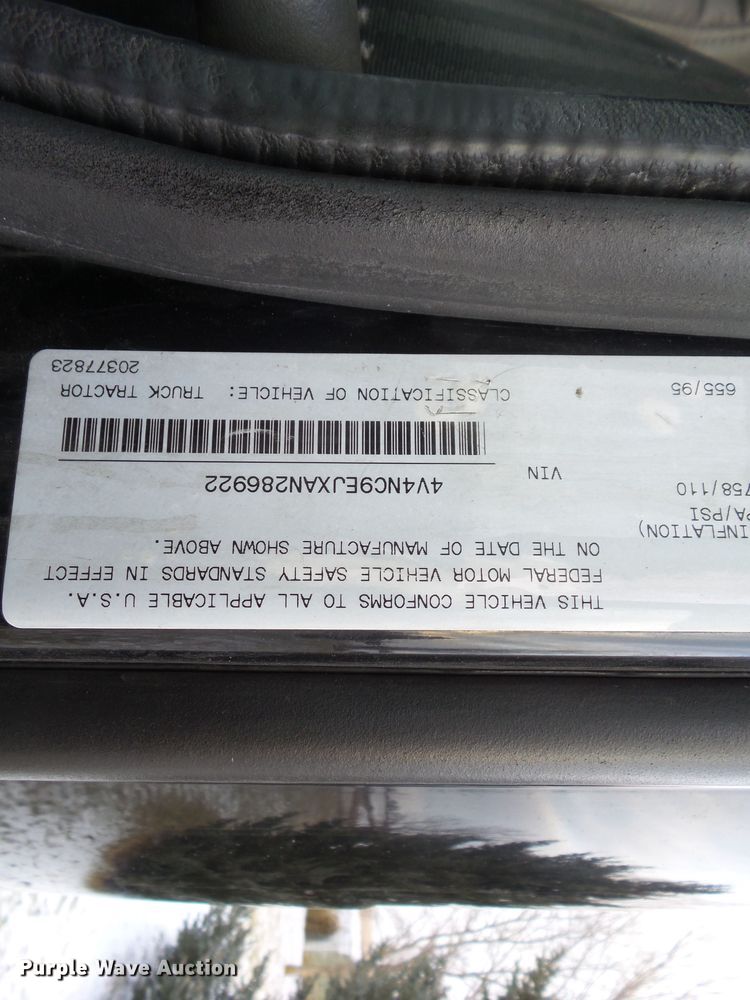 THIS VEHICLE CONFORMS TO ALL APPLICABLE U.S.A.
FEDERAL MOTOR VEHICLE SAFETY STANDARDS IN EFFECT
ON THE DATE OF MANUFACTURE SHOWN ABOVE.
INFLATION)
PA/PSI
758/110
VIN 4V4NC9EJXAN286922
655/95
CLASSIFICATION OF VEHICLE: TRUCK TRACTOR
20377823
Purple Wave Auction